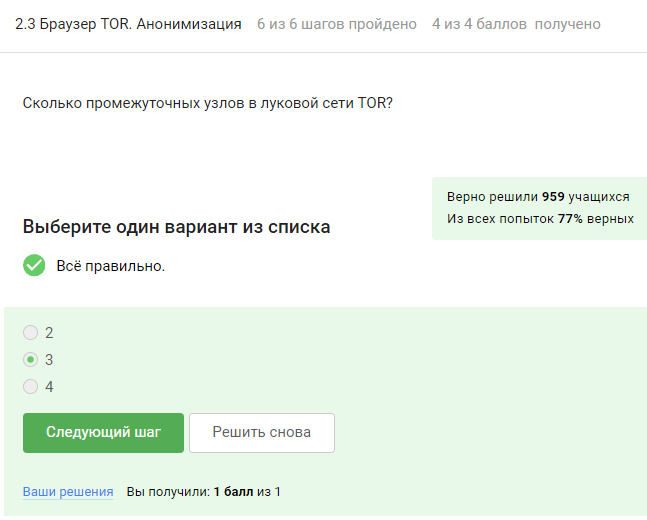 2.3 Браузер TOR. Анонимизация 6 из 6 шагов пройдено 4 из 4 баллов получено
Сколько промежуточных узлов в луковой сети TOR?
Верно решили 959 учащихся
Из всех попыток 77% верных
Выберите один вариант из списка
Всё правильно.
2
3
4
Следующий шаг Решить снова
Ваши решения Вы получили: 1 балл из 1